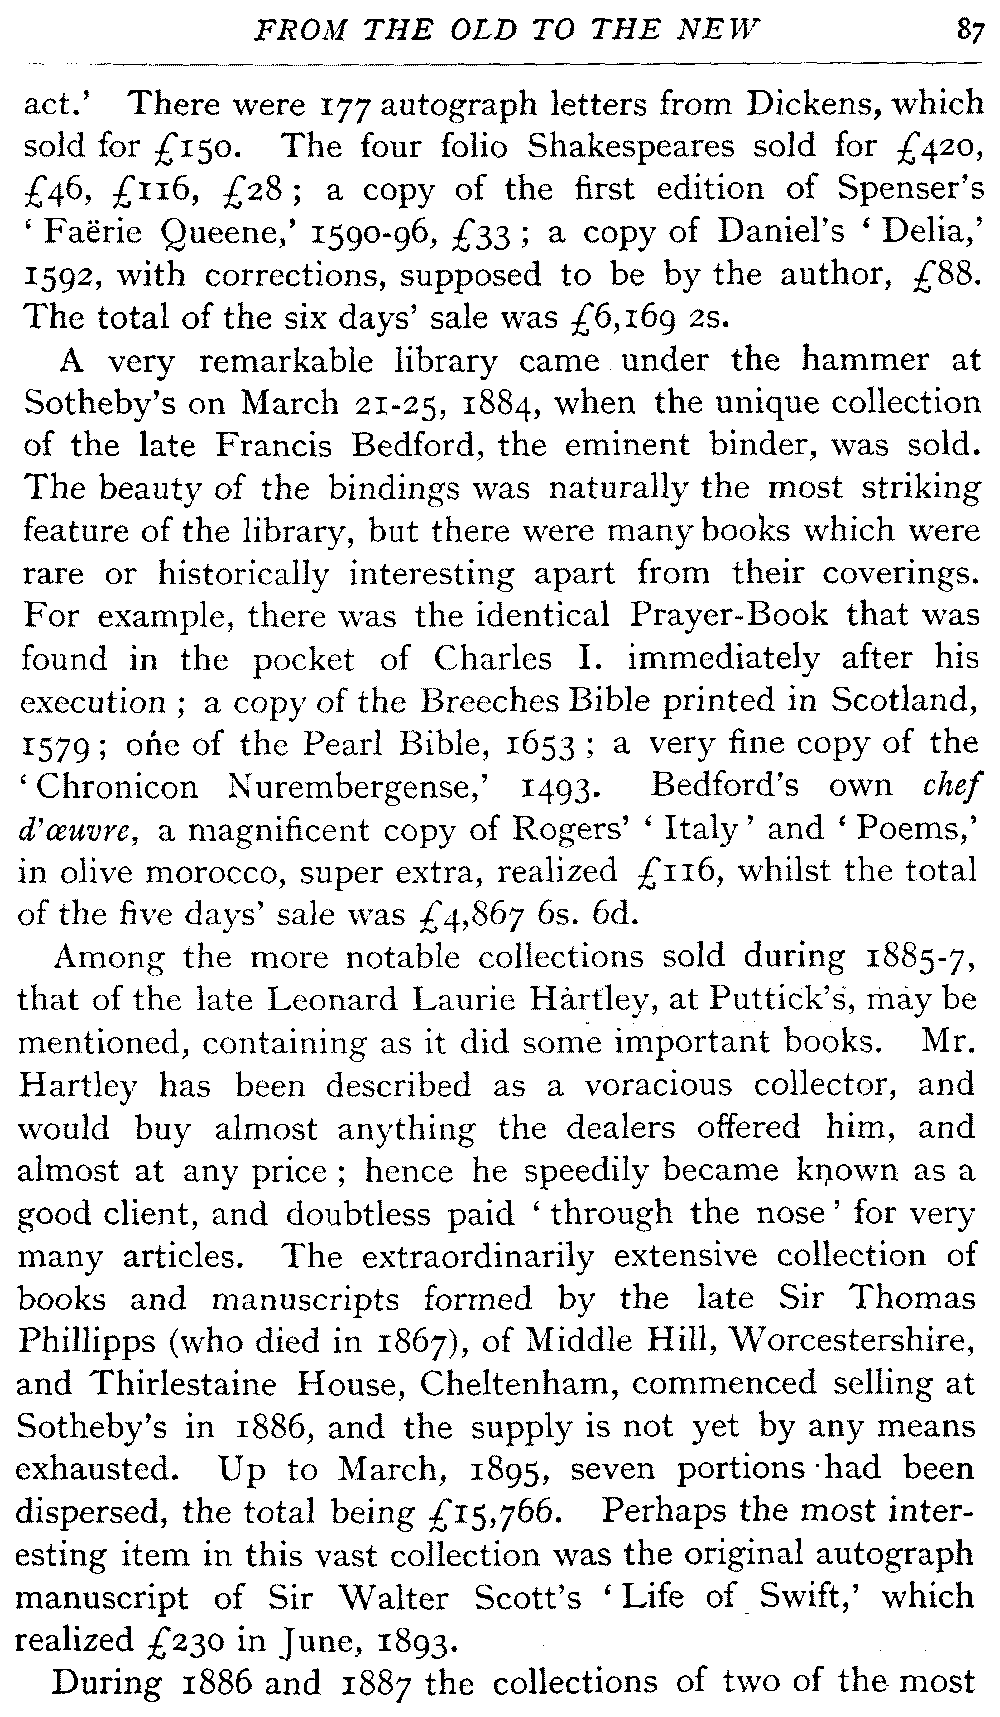 FROM THE OLD TO THE NEW 87
act.’ There were 177 autograph letters from Dickens, which
sold for £150. The four folio Shakespeares sold for £420,
£46, £116, £28 ; a copy of the first edition of Spenser’s
‘ Faërie Queene,’ 1590-96, £33 ; a copy of Daniel’s ‘ Delia,’
1592, with corrections, supposed to be by the author, £88.
The total of the six days’ sale was £6,169 2s.
A very remarkable library came under the hammer at
Sotheby’s on March 21-25, 1884, when the unique collection
of the late Francis Bedford, the eminent binder, was sold.
The beauty of the bindings was naturally the most striking
feature of the library, but there were many books which were
rare or historically interesting apart from their coverings.
For example, there was the identical Prayer-Book that was
found in the pocket of Charles I. immediately after his
execution ; a copy of the Breeches Bible printed in Scotland,
1579 ; one of the Pearl Bible, 1653 ; a very fine copy of the
‘ Chronicon Nurembergense,’ 1493. Bedford’s own chef
d’œuvre, a magnificent copy of Rogers’ ‘ Italy ’ and ‘ Poems,’
in olive morocco, super extra, realized £116, whilst the total
of the five days’ sale was £4,867 6s. 6d.
Among the more notable collections sold during 1885-7,
that of the late Leonard Laurie Hartley, at Puttick’s, may be
mentioned, containing as it did some important books. Mr.
Hartley has been described as a voracious collector, and
would buy almost anything the dealers offered him, and
almost at any price ; hence he speedily became known as a
good client, and doubtless paid ‘ through the nose ’ for very
many articles. The extraordinarily extensive collection of
books and manuscripts formed by the late Sir Thomas
Phillipps (who died in 1867), of Middle Hill, Worcestershire,
and Thirlestaine House, Cheltenham, commenced selling at
Sotheby’s in 1886, and the supply is not yet by any means
exhausted. Up to March, 1895, seven portions had been
dispersed, the total being £15,766. Perhaps the most inter-
esting item in this vast collection was the original autograph
manuscript of Sir Walter Scott’s ‘ Life of Swift,’ which
realized £230 in June, 1893.
During 1886 and 1887 the collections of two of the most